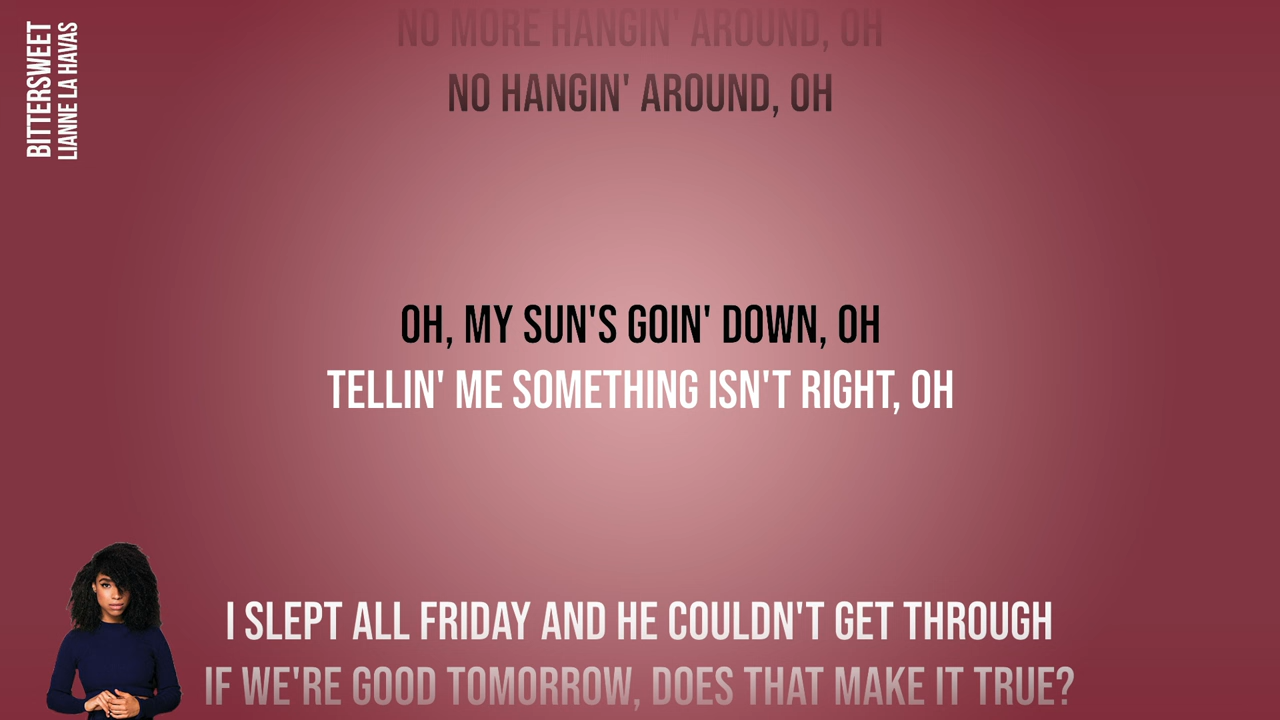 BITTERSWEET
LIANNE LA HAVAS
NO MORE HANGIN' AROUND, OH
NO HANGIN' AROUND, OH
OH, MY SUN'S GOIN' DOWN, OH
TELLIN' ME SOMETHING ISN'T RIGHT, OH
I SLEPT ALL FRIDAY AND HE COULDN'T GET THROUGH
IF WE'RE GOOD TOMORROW, DOES THAT MAKE IT TRUE?